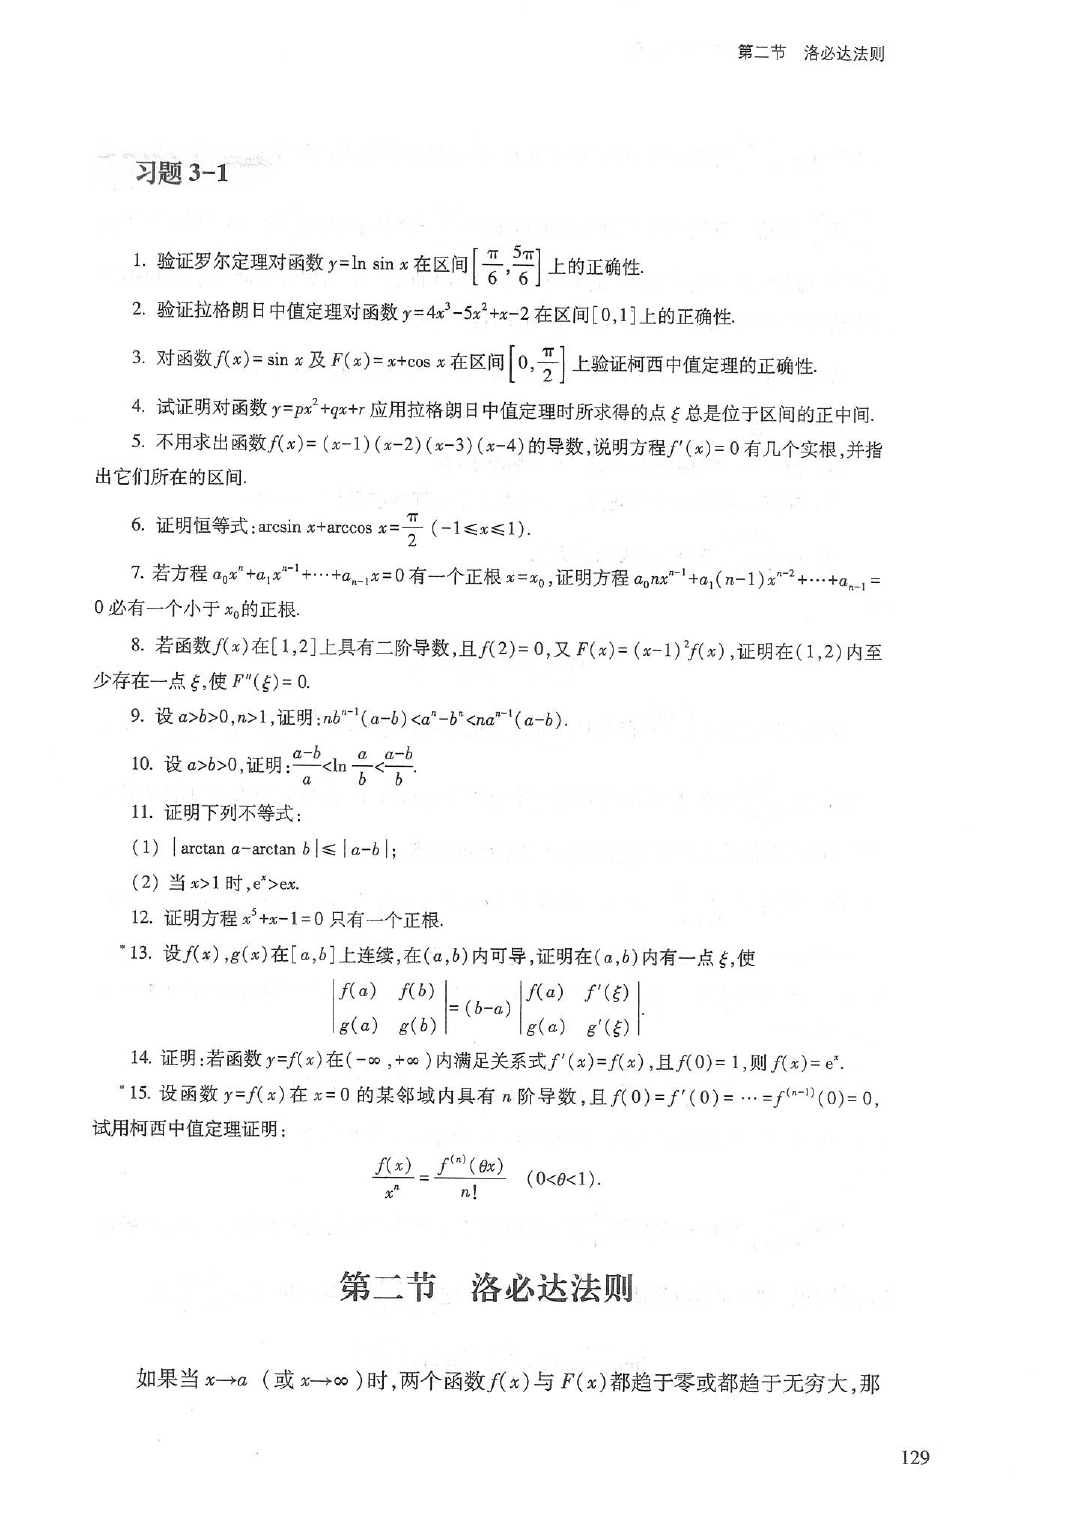 第二节 洛必达法则
习题 3-1
1. 验证罗尔定理对函数 y=ln sin x 在区间[π/6,5π/6]上的正确性.
2. 验证拉格朗日中值定理对函数 y=4x³-5x²+x-2 在区间[0,1]上的正确性.
3. 对函数 f(x)=sin x 及 F(x)=x+cos x 在区间[0,π/2]上验证柯西中值定理的正确性.
4. 试证明对函数 y=px²+qx+r 应用拉格朗日中值定理时所求得的点 ξ 总是位于区间的正中间.
5. 不用求出函数 f(x)=(x-1)(x-2)(x-3)(x-4)的导数,说明方程 f'(x)=0 有几个实根,并指
出它们所在的区间.
6. 证明恒等式:arcsin x+arccos x=π/2 (-1≤x≤1).
7. 若方程 a₀xⁿ+a₁xⁿ⁻¹+⋯+aₙ₋₁x=0 有一个正根 x=x₀,证明方程 a₀nxⁿ⁻¹+a₁(n-1)xⁿ⁻²+⋯+aₙ₋₁=
0 必有一个小于 x₀的正根.
8. 若函数 f(x)在[1,2]上具有二阶导数,且 f(2)=0,又 F(x)=(x-1)²f(x),证明在(1,2)内至
少存在一点 ξ,使 F″(ξ)=0.
9. 设 a>b>0,n>1,证明:nbⁿ⁻¹(a-b)<aⁿ-bⁿ<naⁿ⁻¹(a-b).
10. 设 a>b>0,证明:(a-b)/a<ln a/b<(a-b)/b.
11. 证明下列不等式:
(1) |arctan a-arctan b|≤|a-b|;
(2) 当 x>1 时,eˣ>ex.
12. 证明方程 x⁵+x-1=0 只有一个正根.
*13. 设 f(x),g(x)在[a,b]上连续,在(a,b)内可导,证明在(a,b)内有一点 ξ,使
|f(a) f(b)| =(b-a) |f(a) f'(ξ)|
|g(a) g(b)| |g(a) g'(ξ)|.
14. 证明:若函数 y=f(x)在(-∞,+∞)内满足关系式 f'(x)=f(x),且 f(0)=1,则 f(x)=eˣ.
*15. 设函数 y=f(x)在 x=0 的某邻域内具有 n 阶导数,且 f(0)=f'(0)=⋯=f⁽ⁿ⁻¹⁾(0)=0,
试用柯西中值定理证明:
f(x)/xⁿ=f⁽ⁿ⁾(θx)/n! (0<θ<1).
第二节 洛必达法则
如果当 x→a (或 x→∞)时,两个函数 f(x)与 F(x)都趋于零或都趋于无穷大,那
129